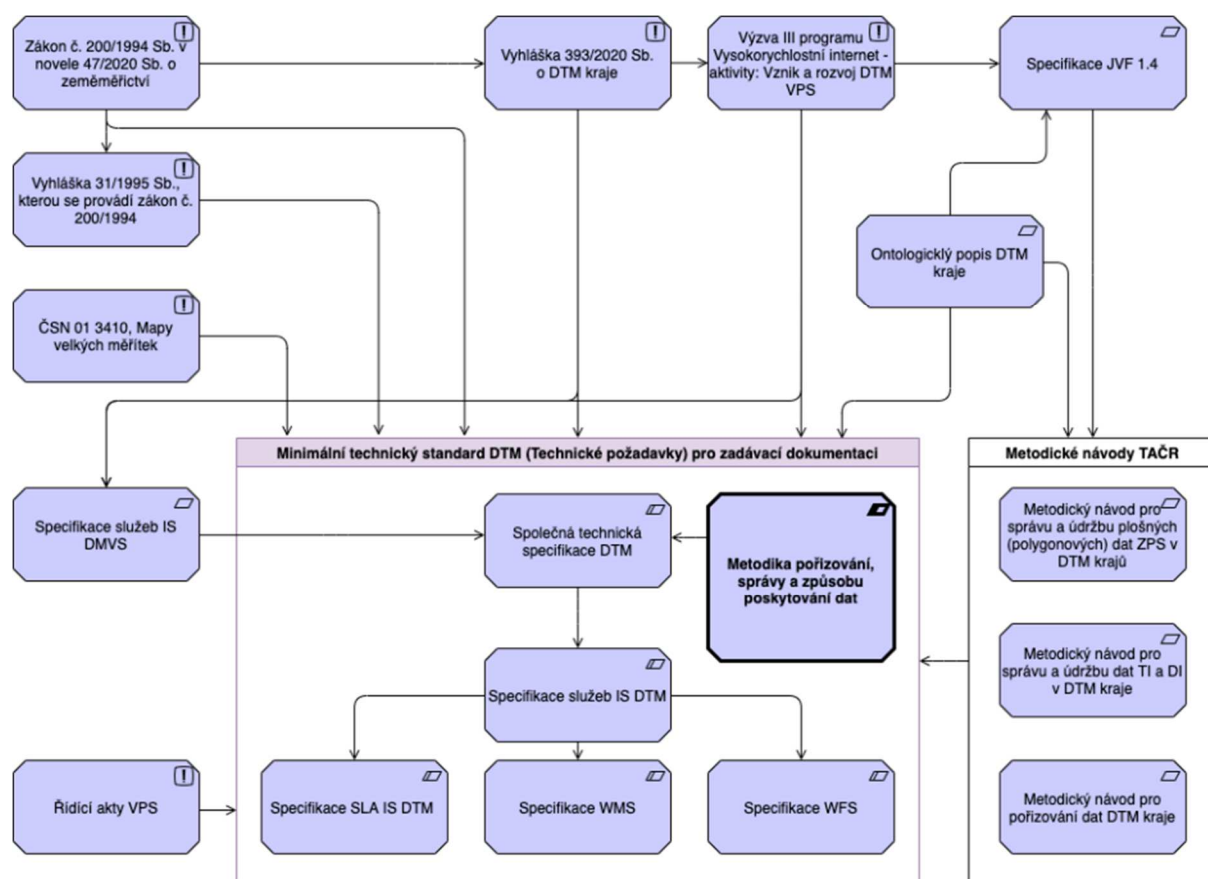 Zákon č. 200/1994 Sb. v
novele 47/2020 Sb. o
zeměměřictví
Vyhláška 393/2020 Sb.
o DTM kraje
Výzva III programu
Vysokorychlostní internet -
aktivity: Vznik a rozvoj DTM
VPS
Specifikace JVF 1.4
Vyhláška 31/1995 Sb.,
kterou se provádí zákon č.
200/1994
Ontologicklý popis DTM
kraje
ČSN 01 3410, Mapy
velkých měřítek
Minimální technický standard DTM (Technické požadavky) pro zadávací dokumentaci
Metodické návody TAČR
Specifikace služeb IS
DMVS
Společná technická
specifikace DTM
Metodika pořizování,
správy a způsobu
poskytování dat
Metodický návod pro
správu a údržbu plošných
(polygonových) dat ZPS v
DTM krajů
Specifikace služeb IS DTM
Metodický návod pro
správu a údržbu dat TI a DI
v DTM kraje
Řídící akty VPS
Specifikace SLA IS DTM
Specifikace WMS
Specifikace WFS
Metodický návod pro
pořizování dat DTM kraje